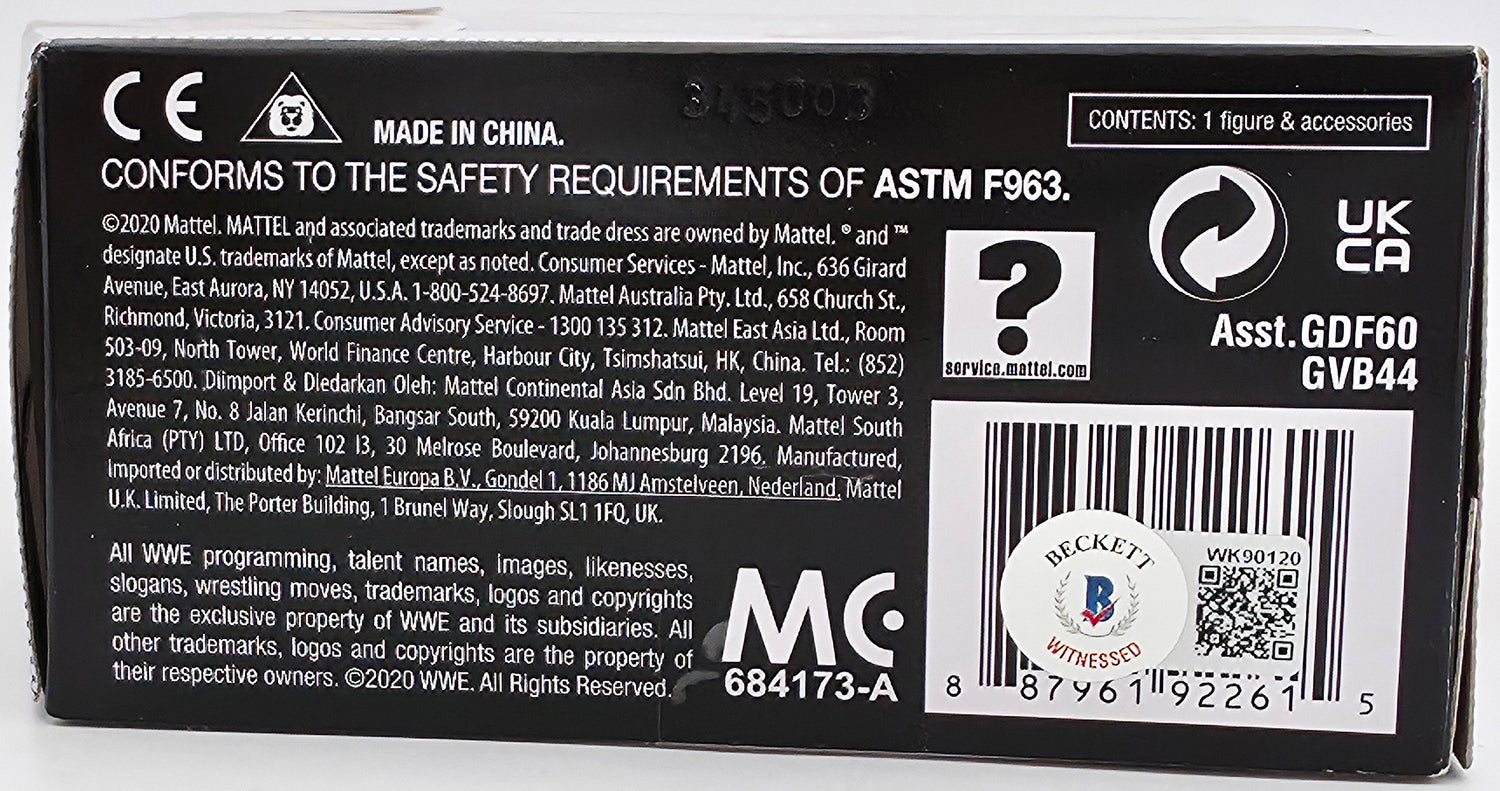 CE
MADE IN CHINA.
CONFORMS TO THE SAFETY REQUIREMENTS OF ASTM F963.
©2020 Mattel. MATTEL and associated trademarks and trade dress are owned by Mattel. ® and ™
designate U.S. trademarks of Mattel, except as noted. Consumer Services - Mattel, Inc., 636 Girard
Avenue, East Aurora, NY 14052, U.S.A. 1-800-524-8697. Mattel Australia Pty. Ltd., 658 Church St.,
Richmond, Victoria, 3121. Consumer Advisory Service - 1300 135 312. Mattel East Asia Ltd., Room
503-09, North Tower, World Finance Centre, Harbour City, Tsimshatsui, HK, China. Tel.: (852)
3185-6500. Diimport & Diedarkan Oleh: Mattel Continental Asia Sdn Bhd. Level 19, Tower 3,
Avenue 7, No. 8 Jalan Kerinchi, Bangsar South, 59200 Kuala Lumpur, Malaysia. Mattel South
Africa (PTY) LTD, Office 102 I3, 30 Melrose Boulevard, Johannesburg 2196. Manufactured,
Imported or distributed by: Mattel Europa B.V., Gondel 1, 1186 MJ Amstelveen, Nederland. Mattel
U.K. Limited, The Porter Building, 1 Brunel Way, Slough SL1 1FQ, UK.
All WWE programming, talent names, images, likenesses,
slogans, wrestling moves, trademarks, logos and copyrights
are the exclusive property of WWE and its subsidiaries. All
other trademarks, logos and copyrights are the property of
their respective owners. ©2020 WWE. All Rights Reserved.
MC
684173-A
CONTENTS: 1 figure & accessories
?
service.mattel.com
UK
CA
Asst.GDF60
GVB44
BECKETT
B
WITNESSED
WK90120
8 87961 92261 5